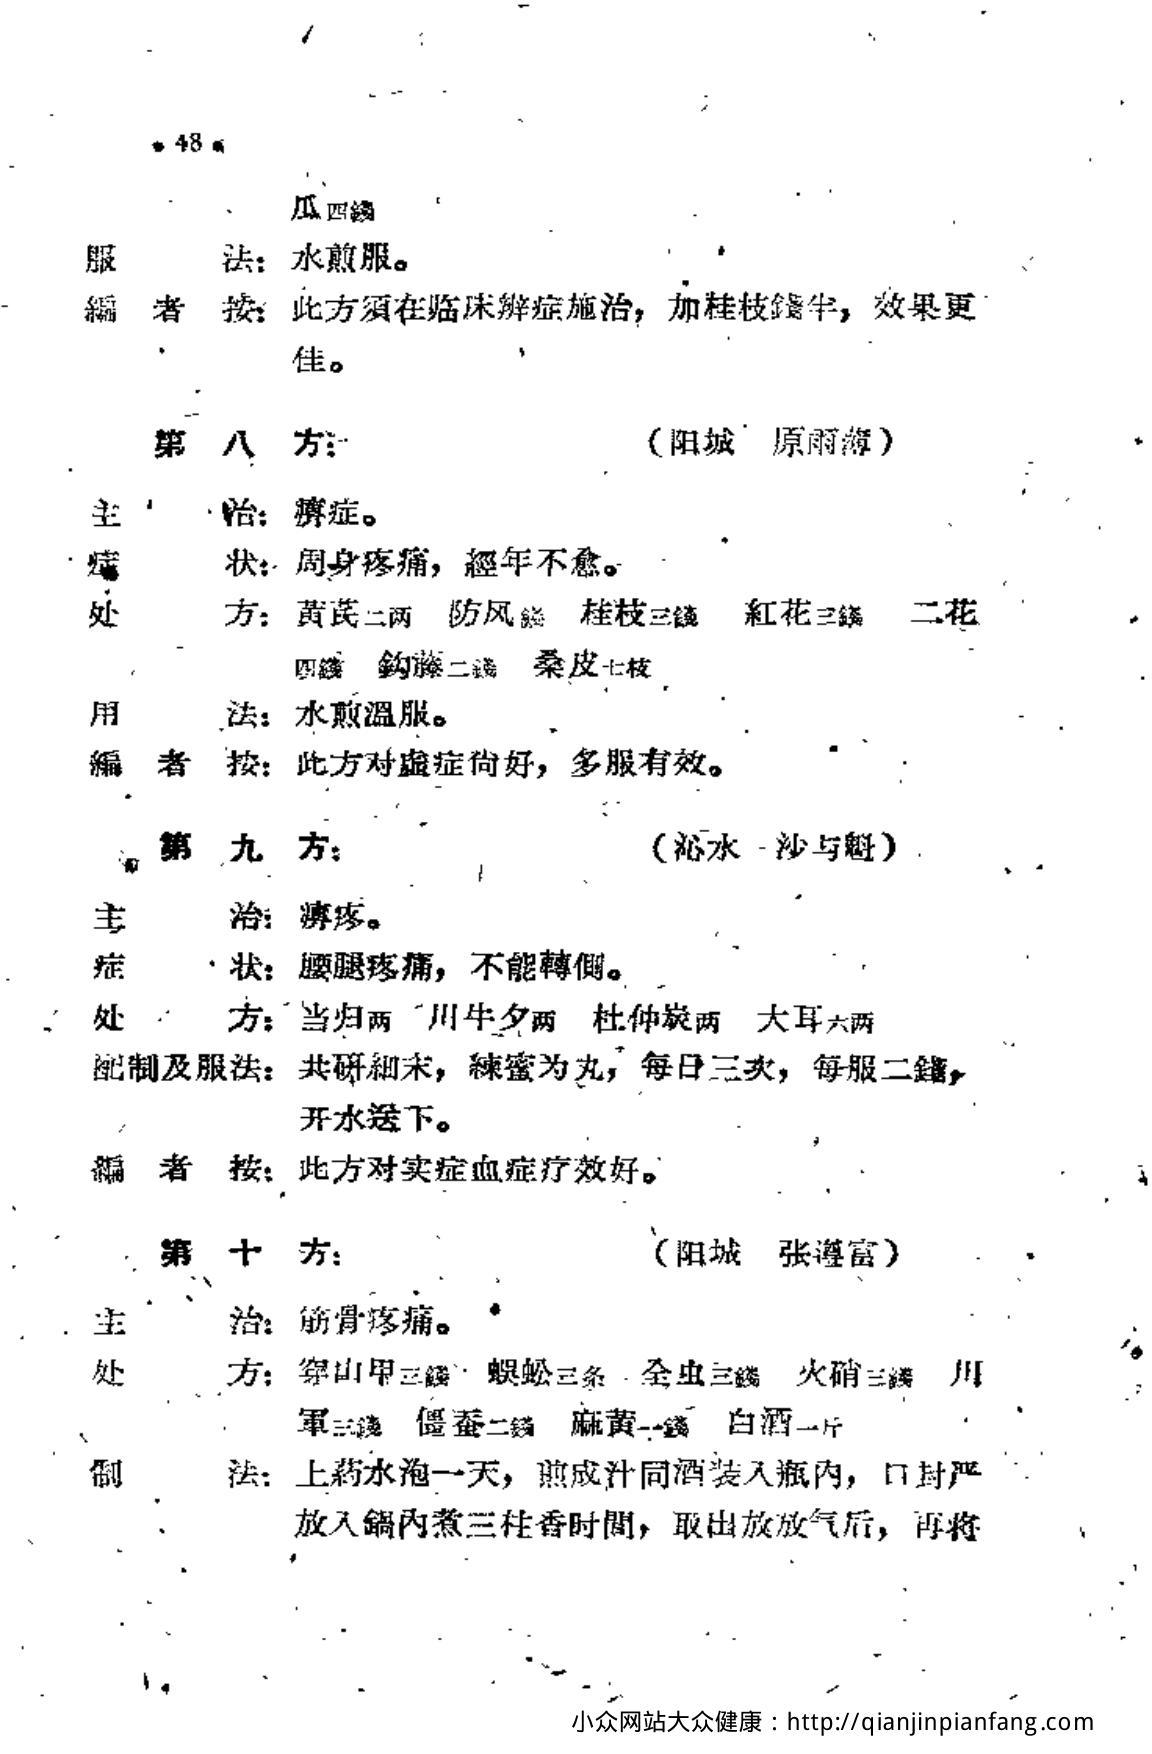 • 48 •
瓜四錢
服　法：水煎服。
編者按：此方須在临床辨症施治，加桂枝錢半，效果更
佳。
第八方：（阳城　原雨薄）
主　治：痹症。
症　状：周身疼痛，經年不愈。
处　方：黃芪二两　防风錢　桂枝三錢　紅花三錢　二花
四錢　鈎藤二錢　桑皮七枝
用　法：水煎溫服。
編者按：此方对虛症尙好，多服有效。
第九方：（沁水　沙与魁）
主　治：痹疼。
症　状：腰腿疼痛，不能轉側。
处　方：当归两　川牛夕两　杜仲炭两　大耳六两
配制及服法：共研細末，練蜜为丸，每日三次，每服二錢，
开水送下。
編者按：此方对实症血症疗效好。
第十方：（阳城　张遵富）
主　治：筋骨疼痛。
处　方：穿山甲三錢　蜈蚣三条　全虫三錢　火硝三錢　川
軍三錢　僵蚕二錢　麻黃一錢　白酒一斤
制　法：上药水泡一天，煎成汁同酒装入瓶內，口封严
放入鍋內煮三柱香时間，取出放放气后，再将
小众网站大众健康：http://qianjinpianfang.com